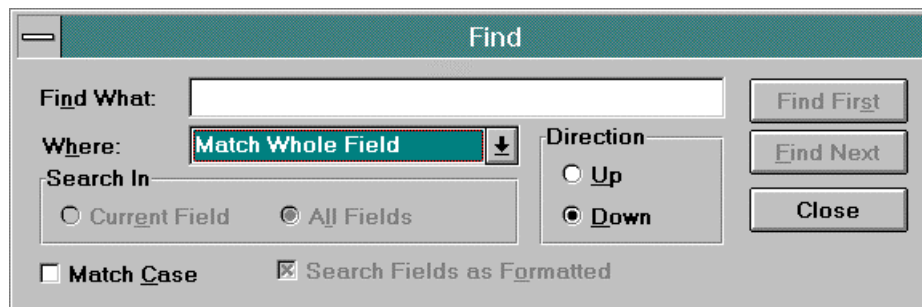 Find
Find What:
Find First
Where: Match Whole Field
Direction
Find Next
Up
Search In
Current Field All Fields
Down
Close
Match Case Search Fields as Formatted